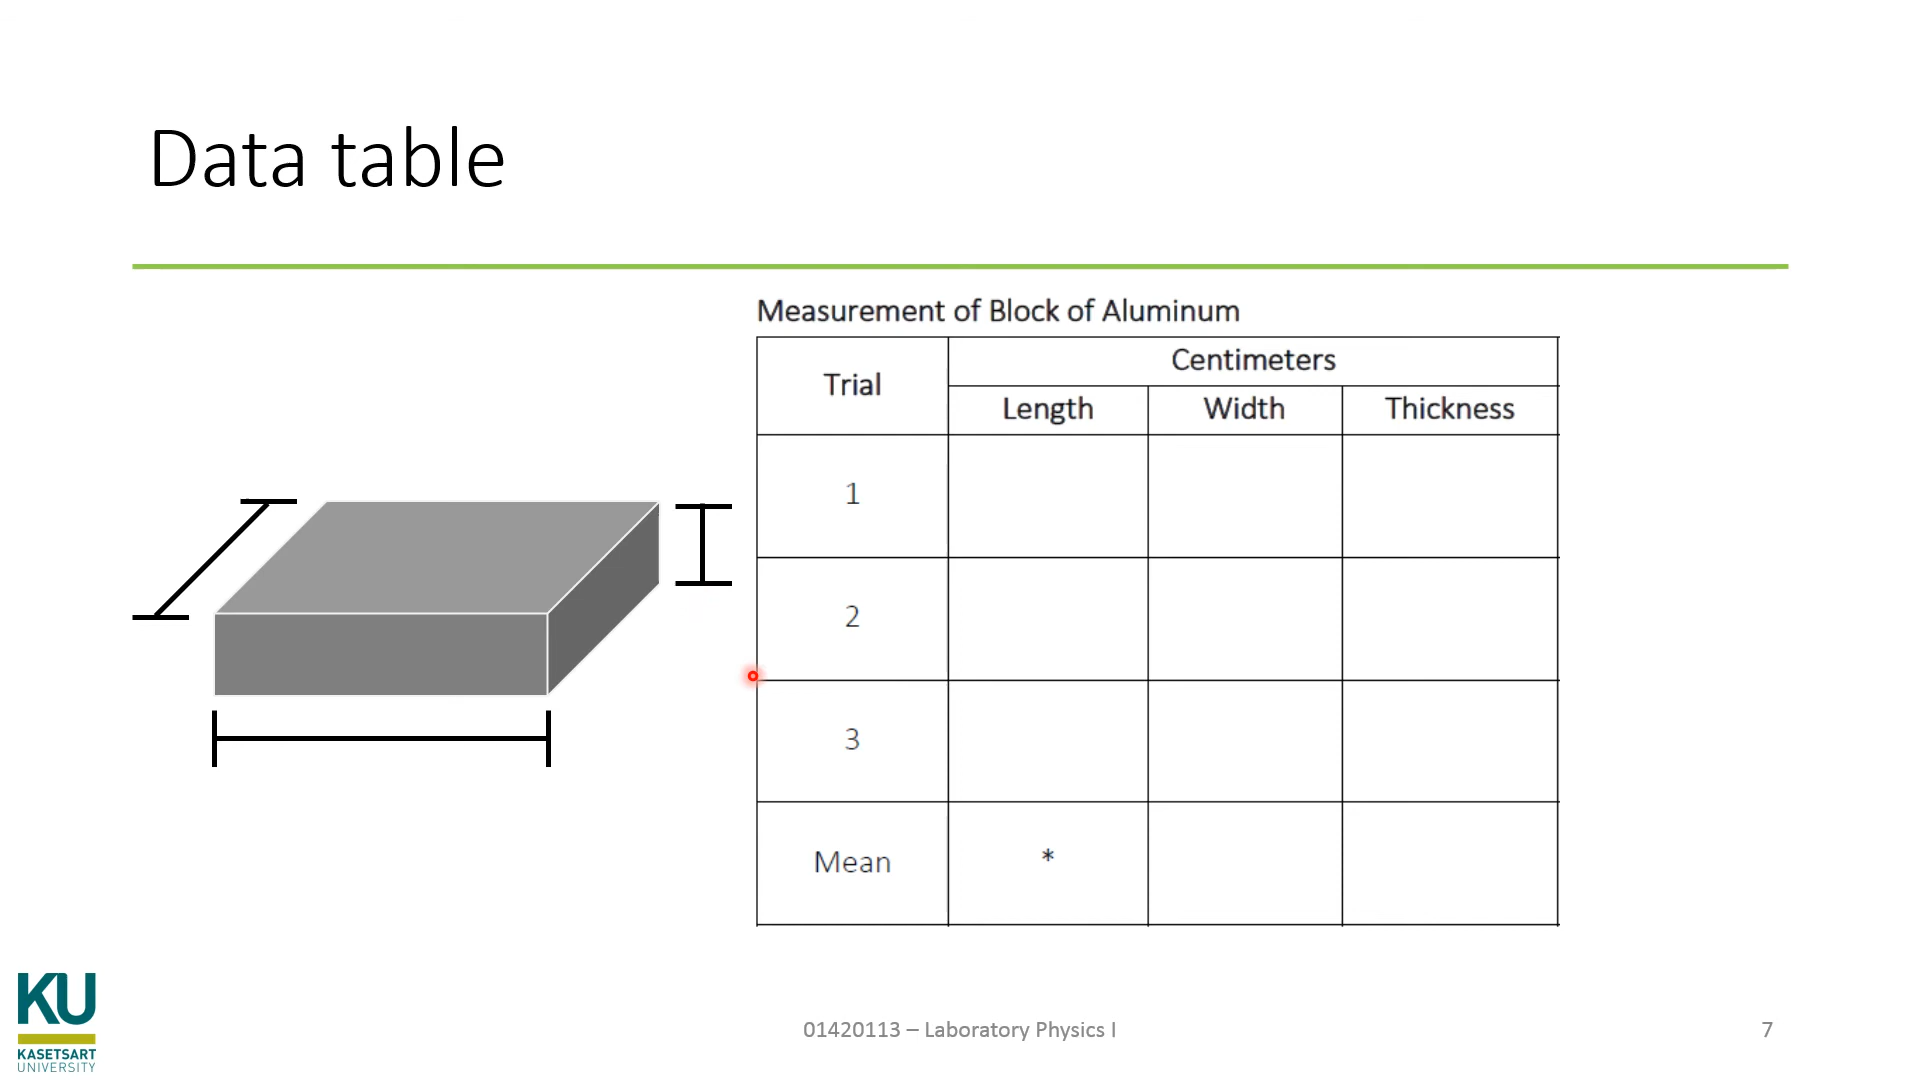 Data table
Measurement of Block of Aluminum
Trial
Centimeters
Length Width Thickness
1
2
3
Mean *
KU
KASETSART
UNIVERSITY
01420113 – Laboratory Physics I
7